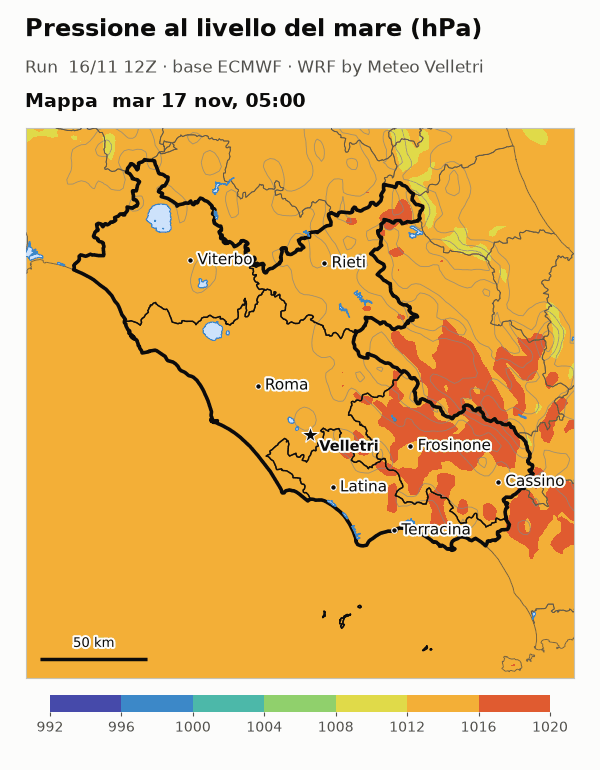 Pressione al livello del mare (hPa)
Run  16/11 12Z · base ECMWF · WRF by Meteo Velletri
Mappa  mar 17 nov, 05:00
Viterbo
Rieti
Roma
Velletri
Frosinone
Latina
Cassino
Terracina
50 km
992 996 1000 1004 1008 1012 1016 1020